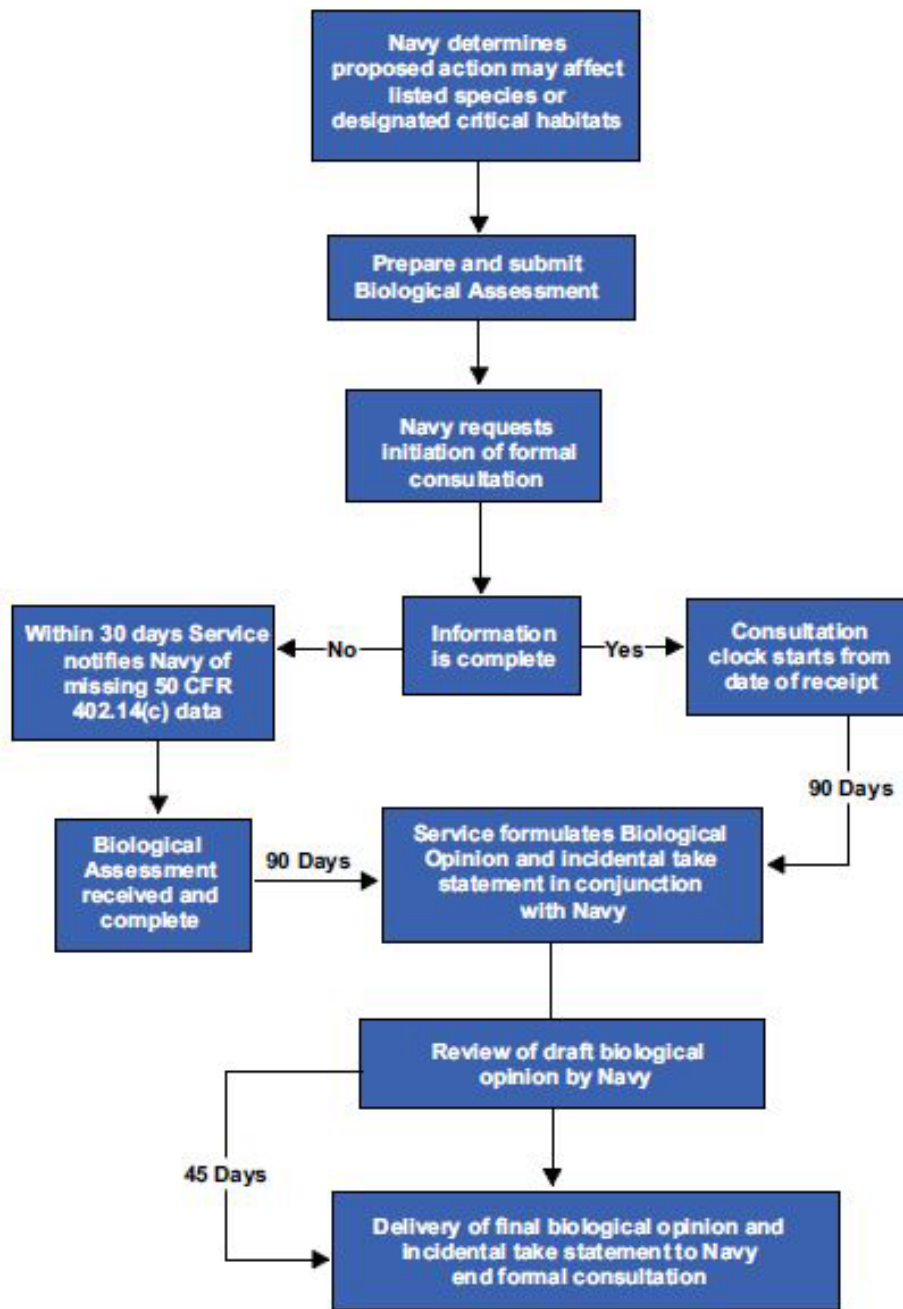 Navy determines
proposed action may affect
listed species or
designated critical habitats
Prepare and submit
Biological Assessment
Navy requests
initiation of formal
consultation
Information
is complete
No
Within 30 days Service
notifies Navy of
missing 50 CFR
402.14(c) data
Yes
Consultation
clock starts from
date of receipt
Biological
Assessment
received and
complete
90 Days
90 Days
Service formulates Biological
Opinion and incidental take
statement in conjunction
with Navy
Review of draft biological
opinion by Navy
45 Days
Delivery of final biological opinion and
incidental take statement to Navy
end formal consultation